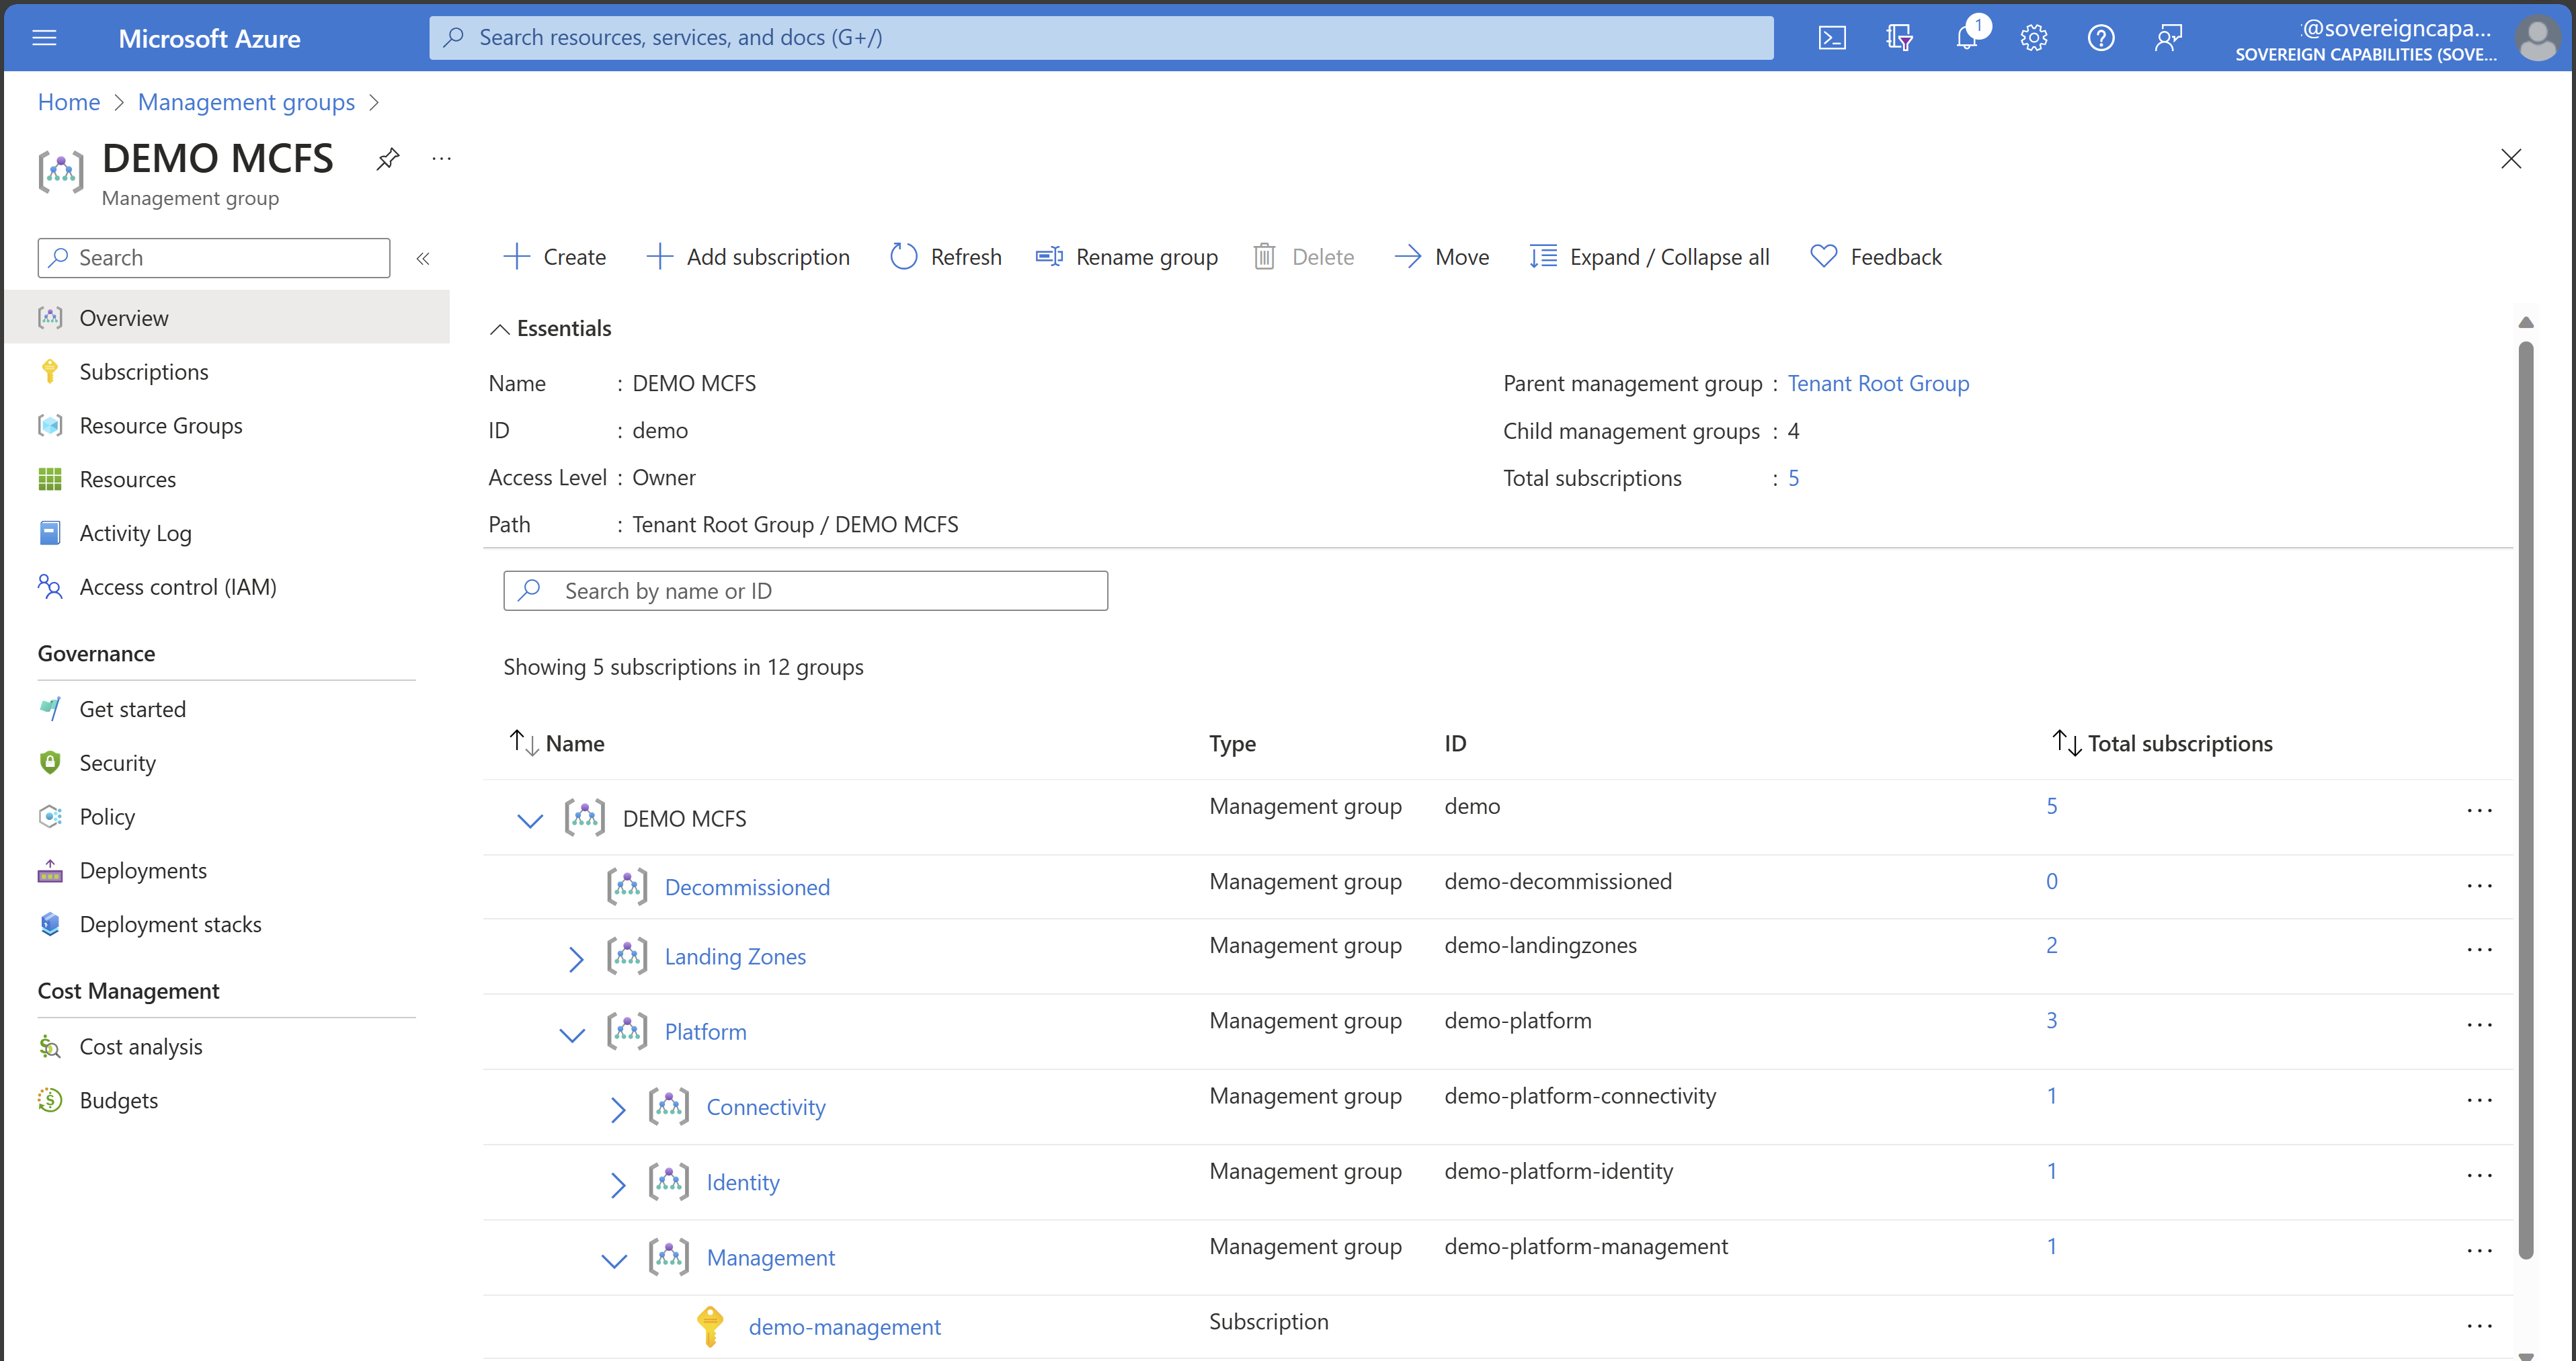 Microsoft Azure
Search resources, services, and docs (G+/)
1
:@sovereigncapa...
SOVEREIGN CAPABILITIES (SOVE...
Home > Management groups >
DEMO MCFS
...
Management group
Search
«
Create
Add subscription
Refresh
Rename group
Delete
Move
Expand / Collapse all
Feedback
Overview
Subscriptions
Resource Groups
Resources
Activity Log
Access control (IAM)
Governance
Get started
Security
Policy
Deployments
Deployment stacks
Cost Management
Cost analysis
Budgets
Essentials
Name : DEMO MCFS
ID : demo
Access Level : Owner
Path : Tenant Root Group / DEMO MCFS
Parent management group : Tenant Root Group
Child management groups : 4
Total subscriptions : 5
Search by name or ID
Showing 5 subscriptions in 12 groups
Name Type ID Total subscriptions
DEMO MCFS Management group demo 5 ...
Decommissioned Management group demo-decommissioned 0 ...
Landing Zones Management group demo-landingzones 2 ...
Platform Management group demo-platform 3 ...
Connectivity Management group demo-platform-connectivity 1 ...
Identity Management group demo-platform-identity 1 ...
Management Management group demo-platform-management 1 ...
demo-management Subscription ...